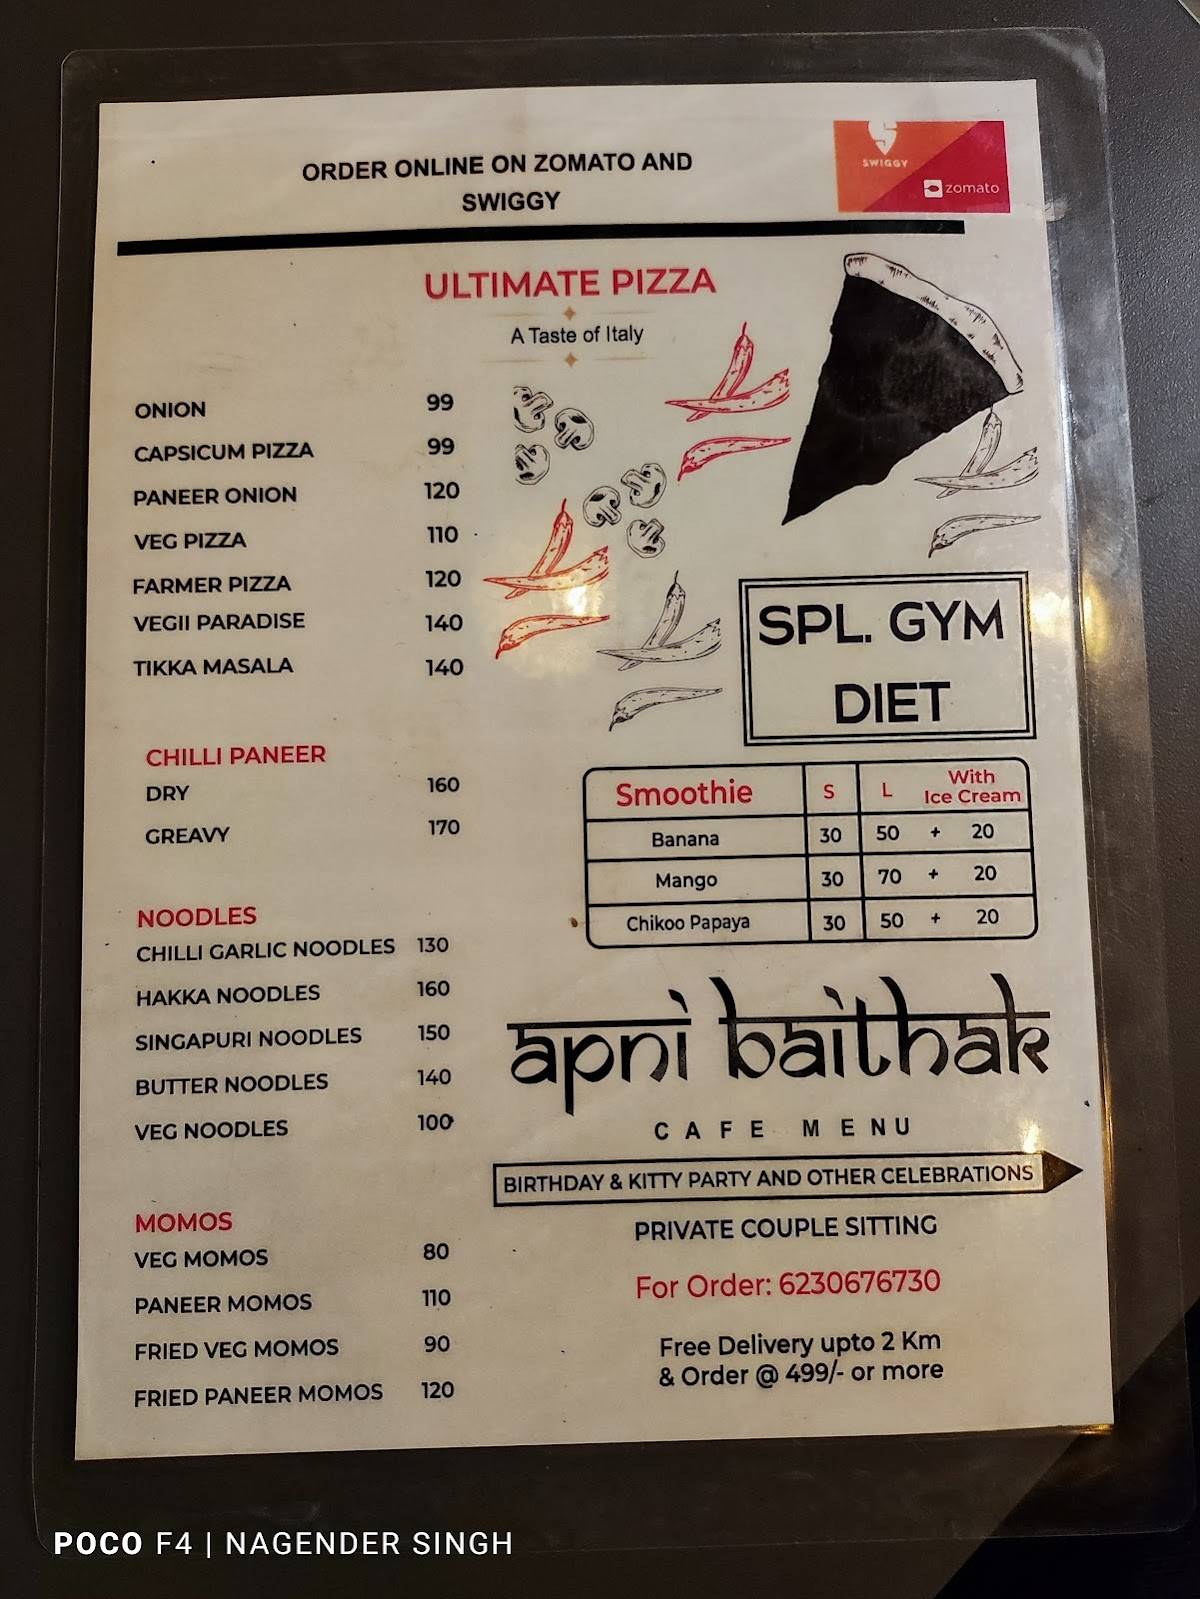 ORDER ONLINE ON ZOMATO AND
SWIGGY
SWIGGY
zomato
ULTIMATE PIZZA
A Taste of Italy
ONION 99
CAPSICUM PIZZA 99
PANEER ONION 120
VEG PIZZA 110
FARMER PIZZA 120
VEGII PARADISE 140
TIKKA MASALA 140
CHILLI PANEER
DRY 160
GREAVY 170
NOODLES
CHILLI GARLIC NOODLES 130
HAKKA NOODLES 160
SINGAPURI NOODLES 150
BUTTER NOODLES 140
VEG NOODLES 100
MOMOS
VEG MOMOS 80
PANEER MOMOS 110
FRIED VEG MOMOS 90
FRIED PANEER MOMOS 120
SPL. GYM
DIET
Smoothie S L With
Ice Cream
Banana 30 50 + 20
Mango 30 70 + 20
Chikoo Papaya 30 50 + 20
apni baithak
CAFE MENU
BIRTHDAY & KITTY PARTY AND OTHER CELEBRATIONS
PRIVATE COUPLE SITTING
For Order: 6230676730
Free Delivery upto 2 Km
& Order @ 499/- or more
POCO F4 | NAGENDER SINGH